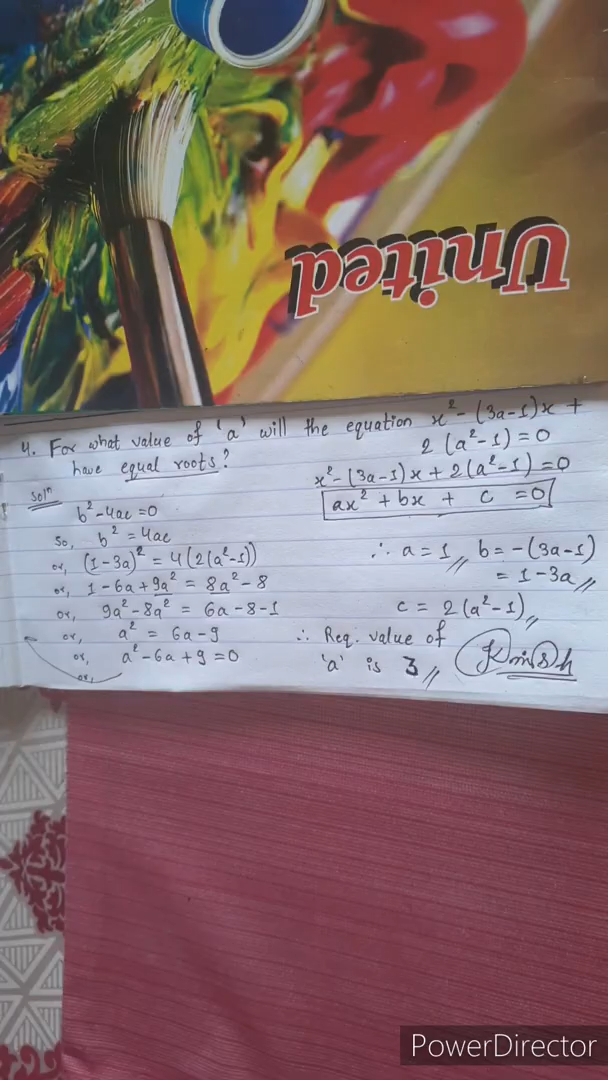 United
4. For what value of 'a' will the equation x² - (3a-1)x +
2(a²-1) = 0
have equal roots?
x² - (3a-1)x + 2(a²-1) = 0
ax² + bx + c = 0
Solⁿ
b² - 4ac = 0
so, b² = 4ac
or, (1-3a)² = 4(2(a²-1))
or, 1 - 6a + 9a² = 8a² - 8
or, 9a² - 8a² = 6a - 8 - 1
or, a² = 6a - 9
or, a² - 6a + 9 = 0
or,
∴ a = 1, b = -(3a-1)
= 1 - 3a
c = 2(a²-1)
∴ Req. value of
'a' is 3
PowerDirector